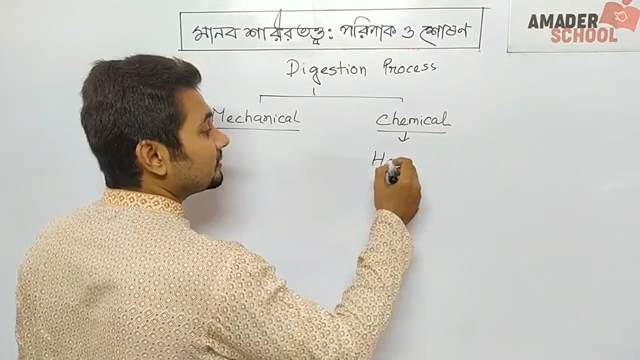 মানব শারীরতত্ত্ব: পরিপাক ও শোষণ
AMADER
SCHOOL
Digestion Process
Mechanical
Chemical
H